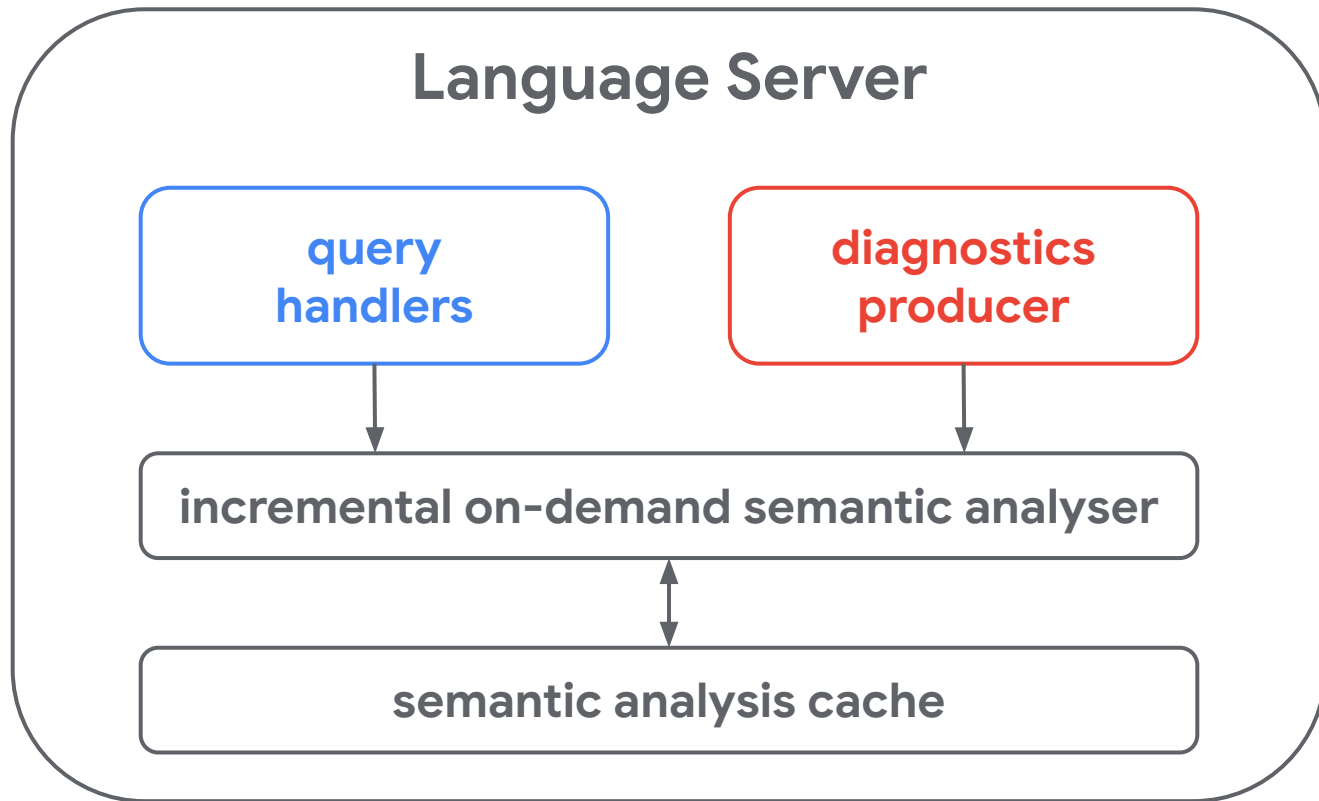 Language Server
query
handlers
diagnostics
producer
incremental on-demand semantic analyser
semantic analysis cache